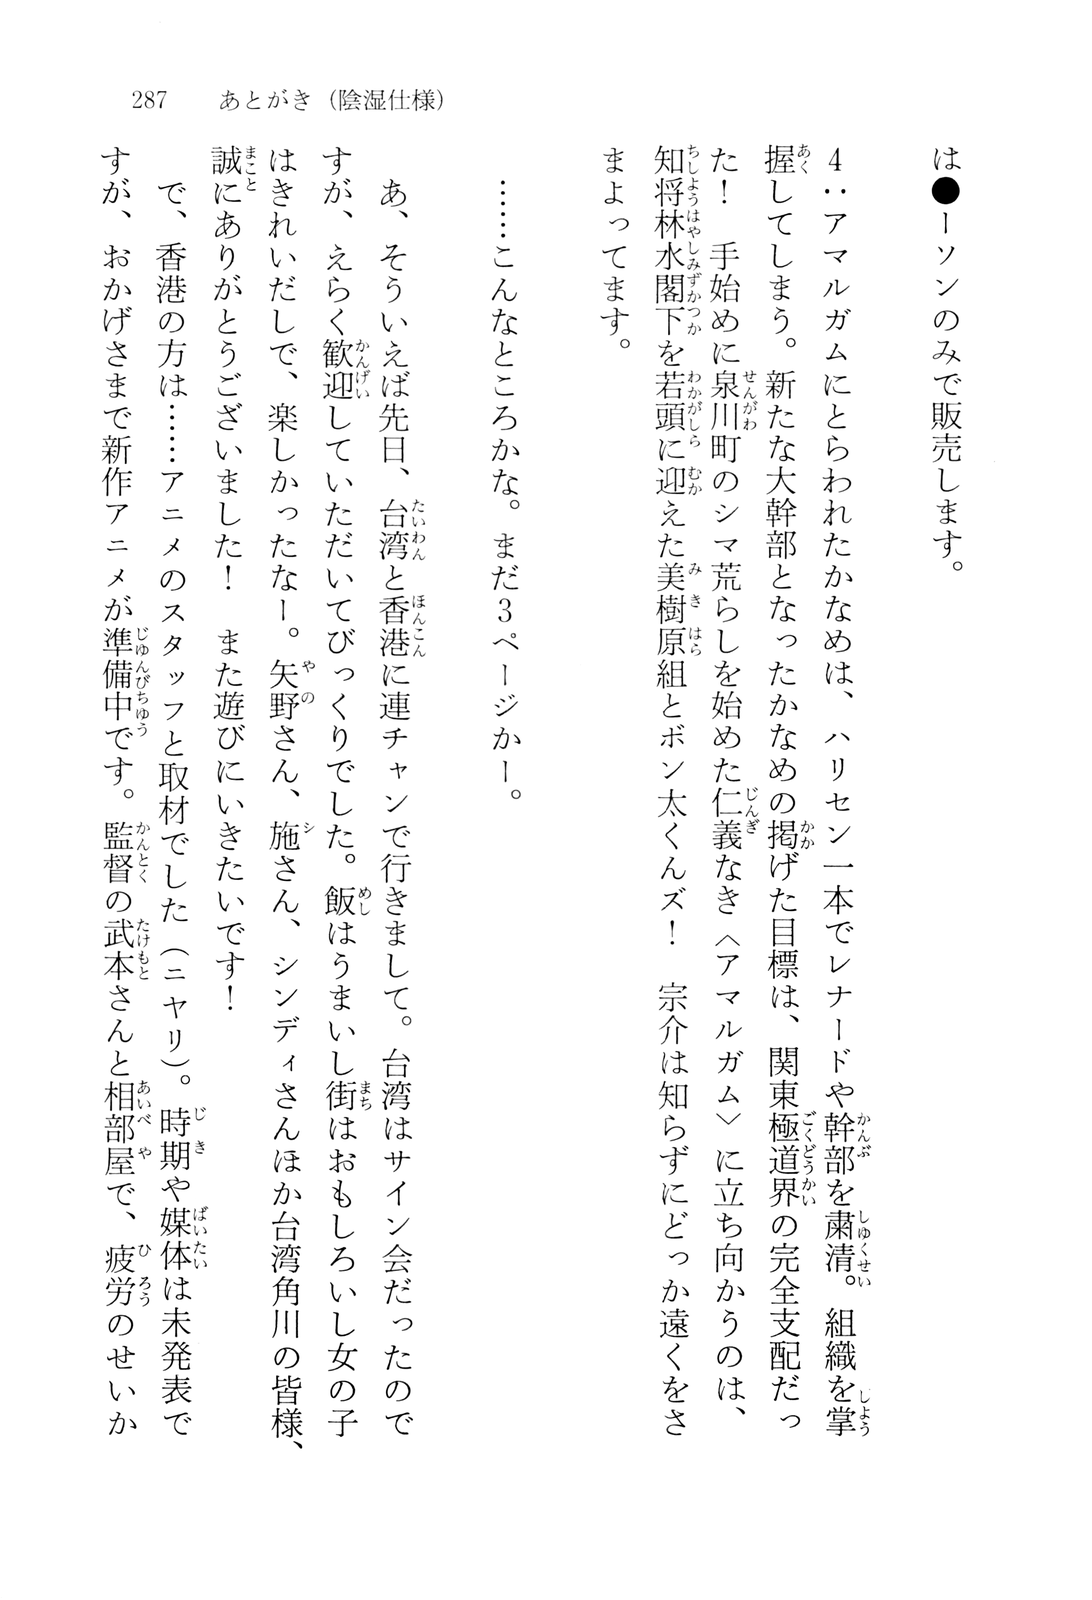 287 あとがき（陰湿仕様）
は●ーソンのみで販売します。
4：アマルガムにとらわれたかなめは、ハリセン一本でレナードや幹部を粛清。組織を掌
握してしまう。新たな大幹部となったかなめの掲げた目標は、関東極道界の完全支配だっ
た！　手始めに泉川町のシマ荒らしを始めた仁義なき〈アマルガム〉に立ち向かうのは、
知将林水閣下を若頭に迎えた美樹原組とボン太くんズ！　宗介は知らずにどっか遠くをさ
まよってます。
……こんなところかな。まだ3ページかー。
あ、そういえば先日、台湾と香港に連チャンで行きまして。台湾はサイン会だったので
すが、えらく歓迎していただいてびっくりでした。飯はうまいし街はおもしろいし女の子
はきれいだしで、楽しかったなー。矢野さん、施さん、シンディさんほか台湾角川の皆様、
誠にありがとうございました！　また遊びにいきたいです！
で、香港の方は……アニメのスタッフと取材でした（ニヤリ）。時期や媒体は未発表で
すが、おかげさまで新作アニメが準備中です。監督の武本さんと相部屋で、疲労のせいか